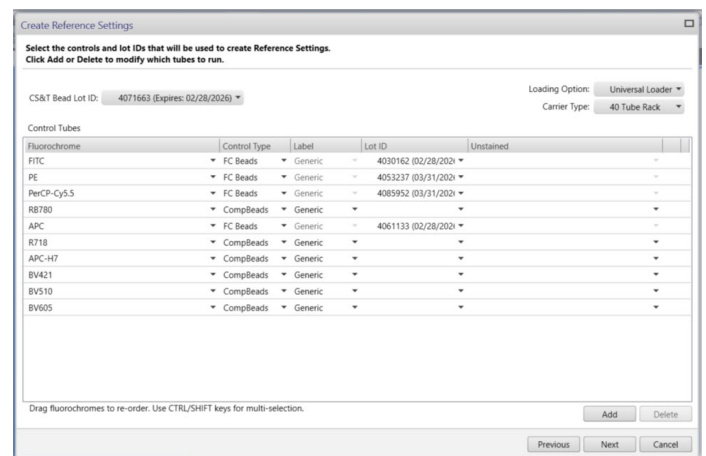 Create Reference Settings
Select the controls and lot IDs that will be used to create Reference Settings.
Click Add or Delete to modify which tubes to run.
CS&T Bead Lot ID: 4071663 (Expires: 02/28/2026)
Loading Option: Universal Loader
Carrier Type: 40 Tube Rack
Control Tubes
Fluorochrome Control Type Label Lot ID Unstained
FITC FC Beads Generic 4030162 (02/28/202
PE FC Beads Generic 4053237 (03/31/202
PerCP-Cy5.5 FC Beads Generic 4085952 (03/31/202
RB780 CompBeads Generic
APC FC Beads Generic 4061133 (02/28/202
R718 CompBeads Generic
APC-H7 CompBeads Generic
BV421 CompBeads Generic
BV510 CompBeads Generic
BV605 CompBeads Generic
Drag fluorochromes to re-order. Use CTRL/SHIFT keys for multi-selection.
Add Delete
Previous Next Cancel